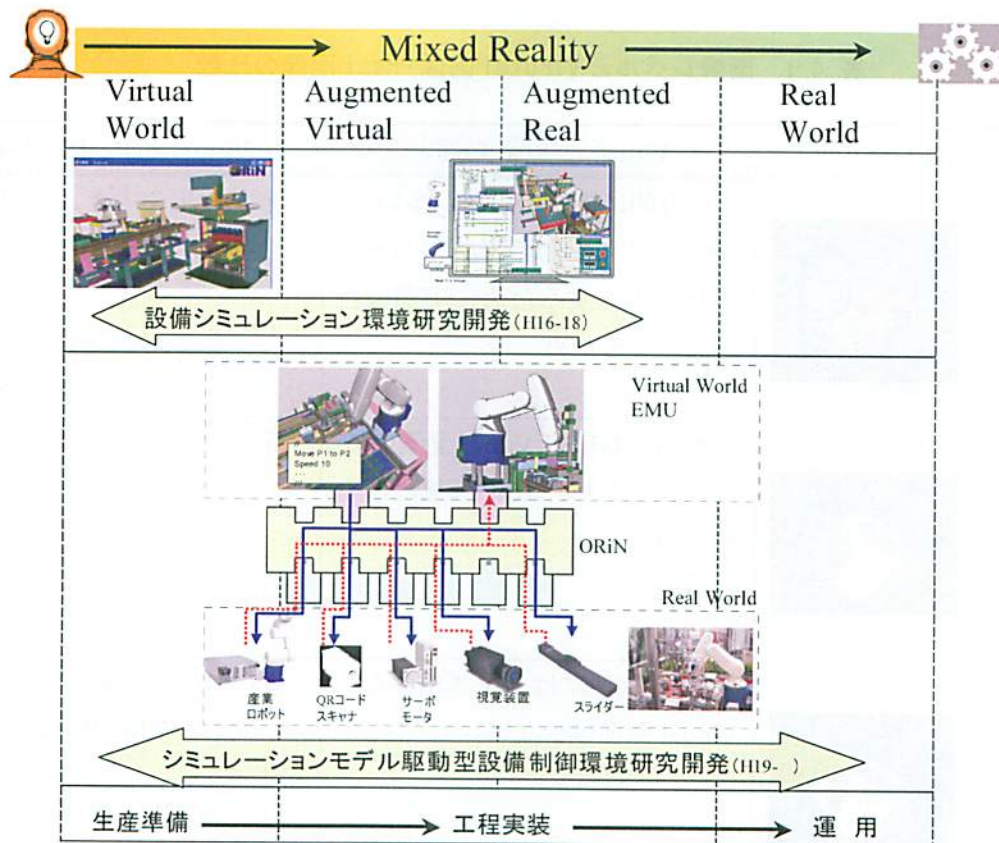 Mixed Reality
Virtual
World
Augmented
Virtual
Augmented
Real
Real
World
ORiN
設備シミュレーション環境研究開発(H16-18)
Virtual World
EMU
Move P1 to P2
Speed 10
ORiN
Real World
産業
ロボット
QRコード
スキャナ
サーボ
モータ
視覚装置
スライダー
シミュレーションモデル駆動型設備制御環境研究開発(H19- )
生産準備
工程実装
運 用